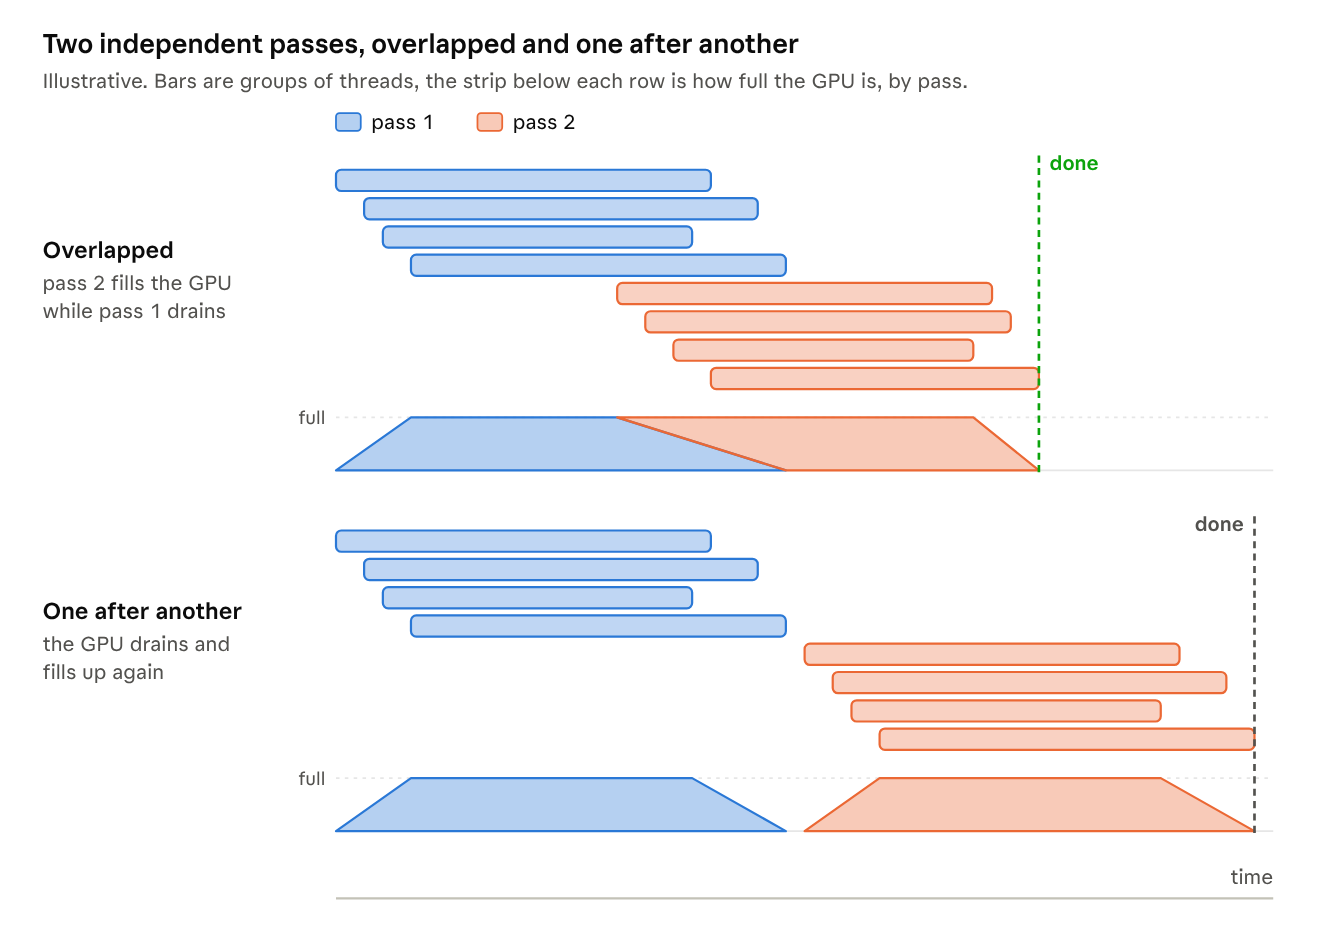 Two independent passes, overlapped and one after another
Illustrative. Bars are groups of threads, the strip below each row is how full the GPU is, by pass.
pass 1
pass 2
done
Overlapped
pass 2 fills the GPU
while pass 1 drains
full
done
One after another
the GPU drains and
fills up again
full
time